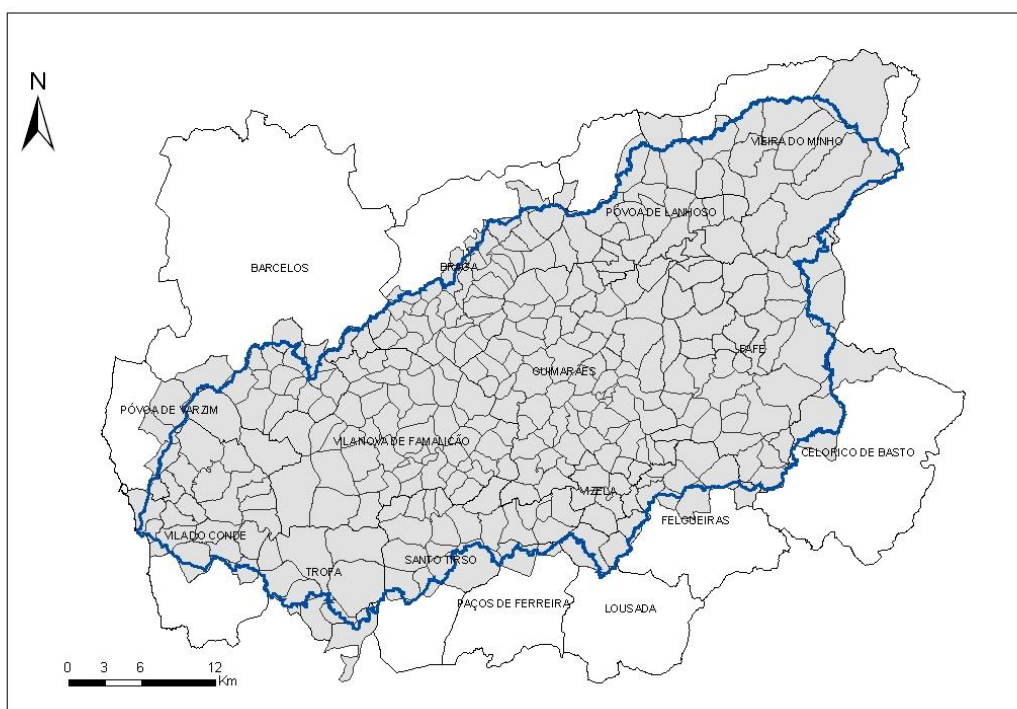 N
VIEIRA DO MINHO
PÓVOA DE LANHOSO
BARCELOS
BRAGA
FAFE
GUIMARÃES
PÓVOA DE VARZIM
VILA NOVA DE FAMALICÃO
CELORICO DE BASTO
VIZELA
FELGUEIRAS
VILA DO CONDE
SANTO TIRSO
TROFA
PAÇOS DE FERREIRA
LOUSADA
0 3 6 12
Km